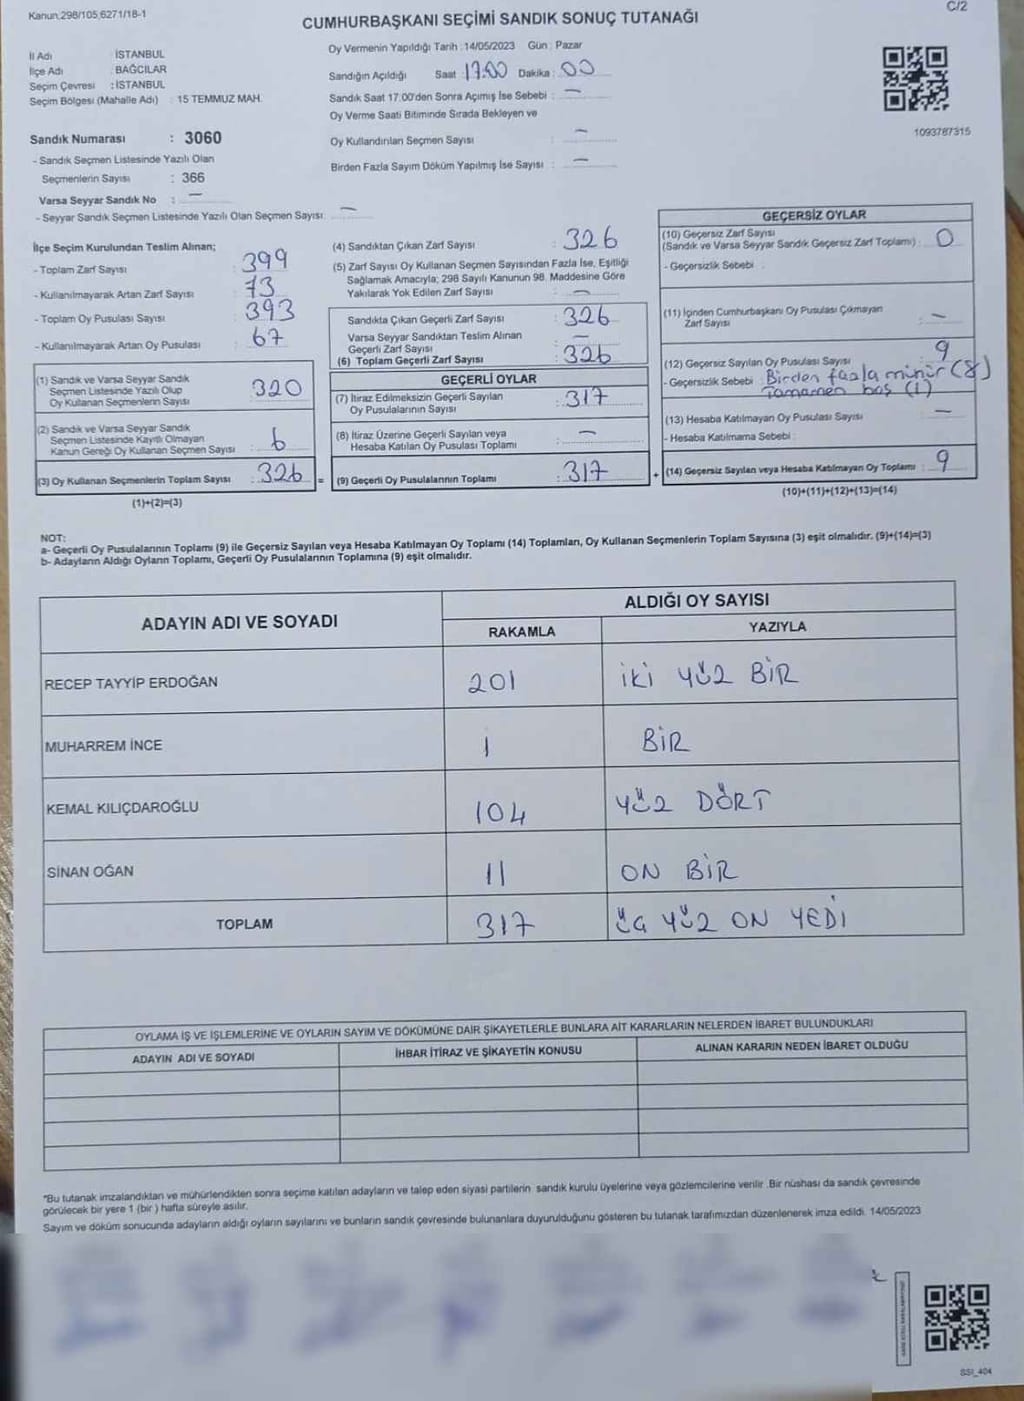 Kanun;298/105,6271/18-1
C/2
CUMHURBAŞKANI SEÇİMİ SANDIK SONUÇ TUTANAĞI
İl Adı : İSTANBUL
İlçe Adı : BAĞCILAR
Seçim Çevresi : İSTANBUL
Seçim Bölgesi (Mahalle Adı) : 15 TEMMUZ MAH.
Sandık Numarası : 3060
- Sandık Seçmen Listesinde Yazılı Olan
Seçmenlerin Sayısı : 366
Varsa Seyyar Sandık No : —
- Seyyar Sandık Seçmen Listesinde Yazılı Olan Seçmen Sayısı: —
Oy Vermenin Yapıldığı Tarih :14/05/2023 Gün : Pazar
Sandığın Açıldığı Saat : 17.00 Dakika : 00
Sandık Saat 17:00'den Sonra Açımış İse Sebebi : —
Oy Verme Saati Bitiminde Sırada Bekleyen ve
Oy Kullandırılan Seçmen Sayısı : —
Birden Fazla Sayım Döküm Yapılmış İse Sayısı : —
1093787315
İlçe Seçim Kurulundan Teslim Alınan;
- Toplam Zarf Sayısı : 399
- Kullanılmayarak Artan Zarf Sayısı : 73
- Toplam Oy Pusulası Sayısı : 393
- Kullanılmayarak Artan Oy Pusulası : 67
(1) Sandık ve Varsa Seyyar Sandık
Seçmen Listesinde Yazılı Olup
Oy Kullanan Seçmenlerin Sayısı : 320
(2) Sandık ve Varsa Seyyar Sandık
Seçmen Listesinde Kayıtlı Olmayan
Kanun Gereği Oy Kullanan Seçmen Sayısı : 6
(3) Oy Kullanan Seçmenlerin Toplam Sayısı : 326 =
(1)+(2)=(3)
(4) Sandıktan Çıkan Zarf Sayısı : 326
(5) Zarf Sayısı Oy Kullanan Seçmen Sayısından Fazla İse, Eşitliği
Sağlamak Amacıyla; 298 Sayılı Kanunun 98. Maddesine Göre
Yakılarak Yok Edilen Zarf Sayısı : —
Sandıkta Çıkan Geçerli Zarf Sayısı : 326
Varsa Seyyar Sandıktan Teslim Alınan
Geçerli Zarf Sayısı : —
(6) Toplam Geçerli Zarf Sayısı : 326
GEÇERLİ OYLAR
(7) İtiraz Edilmeksizin Geçerli Sayılan
Oy Pusulalarının Sayısı : 317
(8) İtiraz Üzerine Geçerli Sayılan veya
Hesaba Katılan Oy Pusulası Toplamı : —
(9) Geçerli Oy Pusulalarının Toplamı : 317 +
GEÇERSİZ OYLAR
(10) Geçersiz Zarf Sayısı
(Sandık ve Varsa Seyyar Sandık Geçersiz Zarf Toplamı) : 0
- Geçersizlik Sebebi :
(11) İçinden Cumhurbaşkanı Oy Pusulası Çıkmayan
Zarf Sayısı : —
(12) Geçersiz Sayılan Oy Pusulası Sayısı : 9
- Geçersizlik Sebebi : Birden fazla mühür (8)
Tamamen boş (1)
(13) Hesaba Katılmayan Oy Pusulası Sayısı : —
- Hesaba Katılmama Sebebi :
(14) Geçersiz Sayılan veya Hesaba Katılmayan Oy Toplamı : 9
(10)+(11)+(12)+(13)=(14)
NOT:
a- Geçerli Oy Pusulalarının Toplamı (9) ile Geçersiz Sayılan veya Hesaba Katılmayan Oy Toplamı (14) Toplamları, Oy Kullanan Seçmenlerin Toplam Sayısına (3) eşit olmalıdır. (9)+(14)=(3)
b- Adayların Aldığı Oyların Toplamı, Geçerli Oy Pusulalarının Toplamına (9) eşit olmalıdır.
ADAYIN ADI VE SOYADI
ALDIĞI OY SAYISI
RAKAMLA YAZIYLA
RECEP TAYYİP ERDOĞAN 201 İKİ YÜZ BİR
MUHARREM İNCE 1 BİR
KEMAL KILIÇDAROĞLU 104 YÜZ DÖRT
SİNAN OĞAN 11 ON BİR
TOPLAM 317 ÜÇ YÜZ ON YEDİ
OYLAMA İŞ VE İŞLEMLERİNE VE OYLARIN SAYIM VE DÖKÜMÜNE DAİR ŞİKAYETLERLE BUNLARA AİT KARARLARIN NELERDEN İBARET BULUNDUKLARI
ADAYIN ADI VE SOYADI İHBAR İTİRAZ VE ŞİKAYETİN KONUSU ALINAN KARARIN NEDEN İBARET OLDUĞU
*Bu tutanak imzalandıktan ve mühürlendikten sonra seçime katılan adayların ve talep eden siyasi partilerin sandık kurulu üyelerine veya gözlemcilerine verilir .Bir nüshası da sandık çevresinde
görülecek bir yere 1 (bir ) hafta süreyle asılır.
Sayım ve döküm sonucunda adayların aldığı oyların sayılarını ve bunların sandık çevresinde bulunanlara duyurulduğunu gösteren bu tutanak tarafımızdan düzenlenerek imza edildi. 14/05/2023
SSI_404